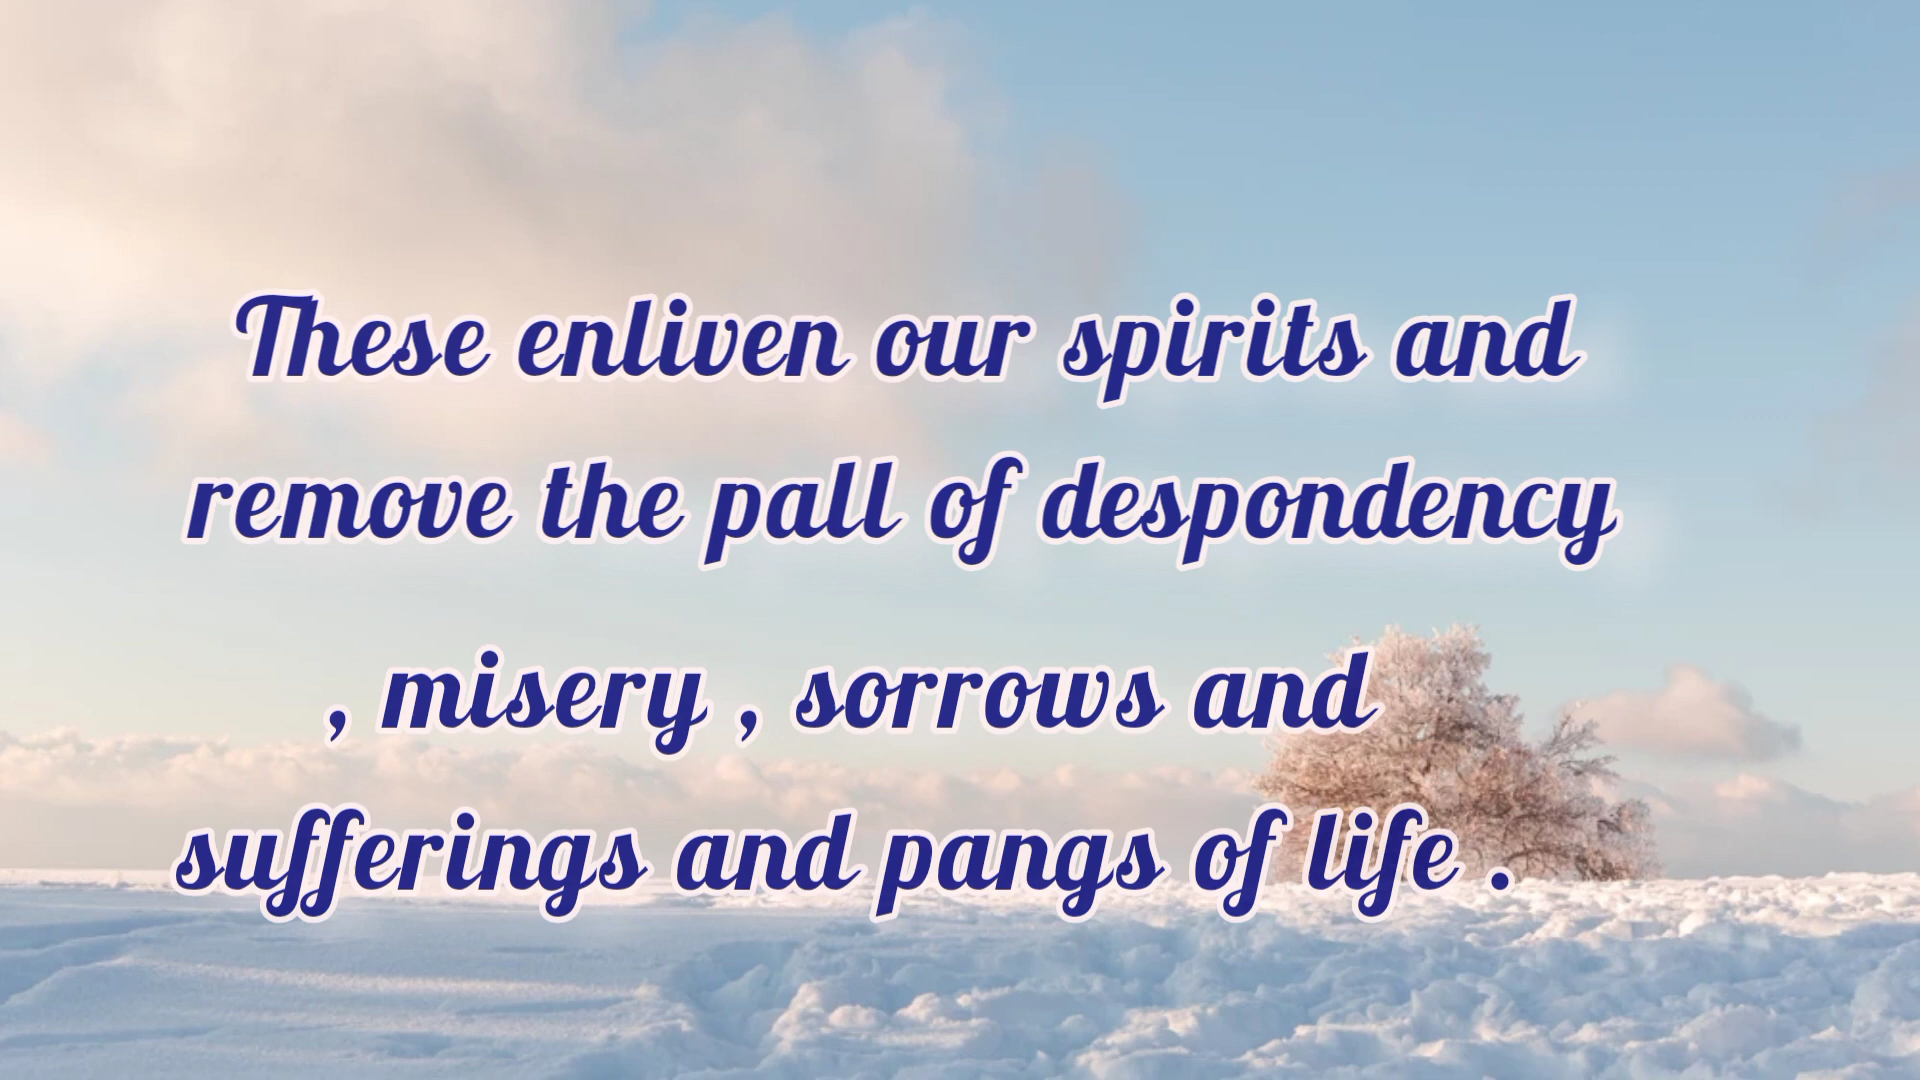 These enliven our spirits and
remove the pall of despondency
, misery , sorrows and
sufferings and pangs of life .